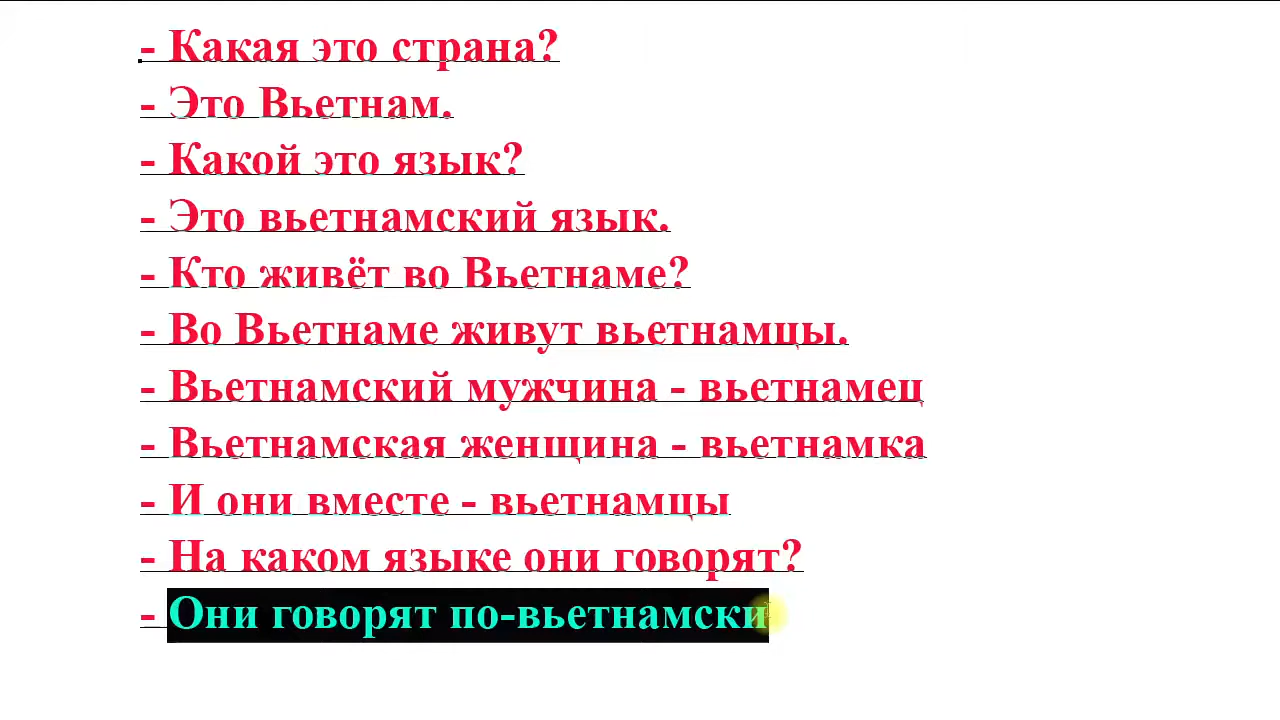 - Какая это страна?
- Это Вьетнам.
- Какой это язык?
- Это вьетнамский язык.
- Кто живёт во Вьетнаме?
- Во Вьетнаме живут вьетнамцы.
- Вьетнамский мужчина - вьетнамец
- Вьетнамская женщина - вьетнамка
- И они вместе - вьетнамцы
- На каком языке они говорят?
- Они говорят по-вьетнамски